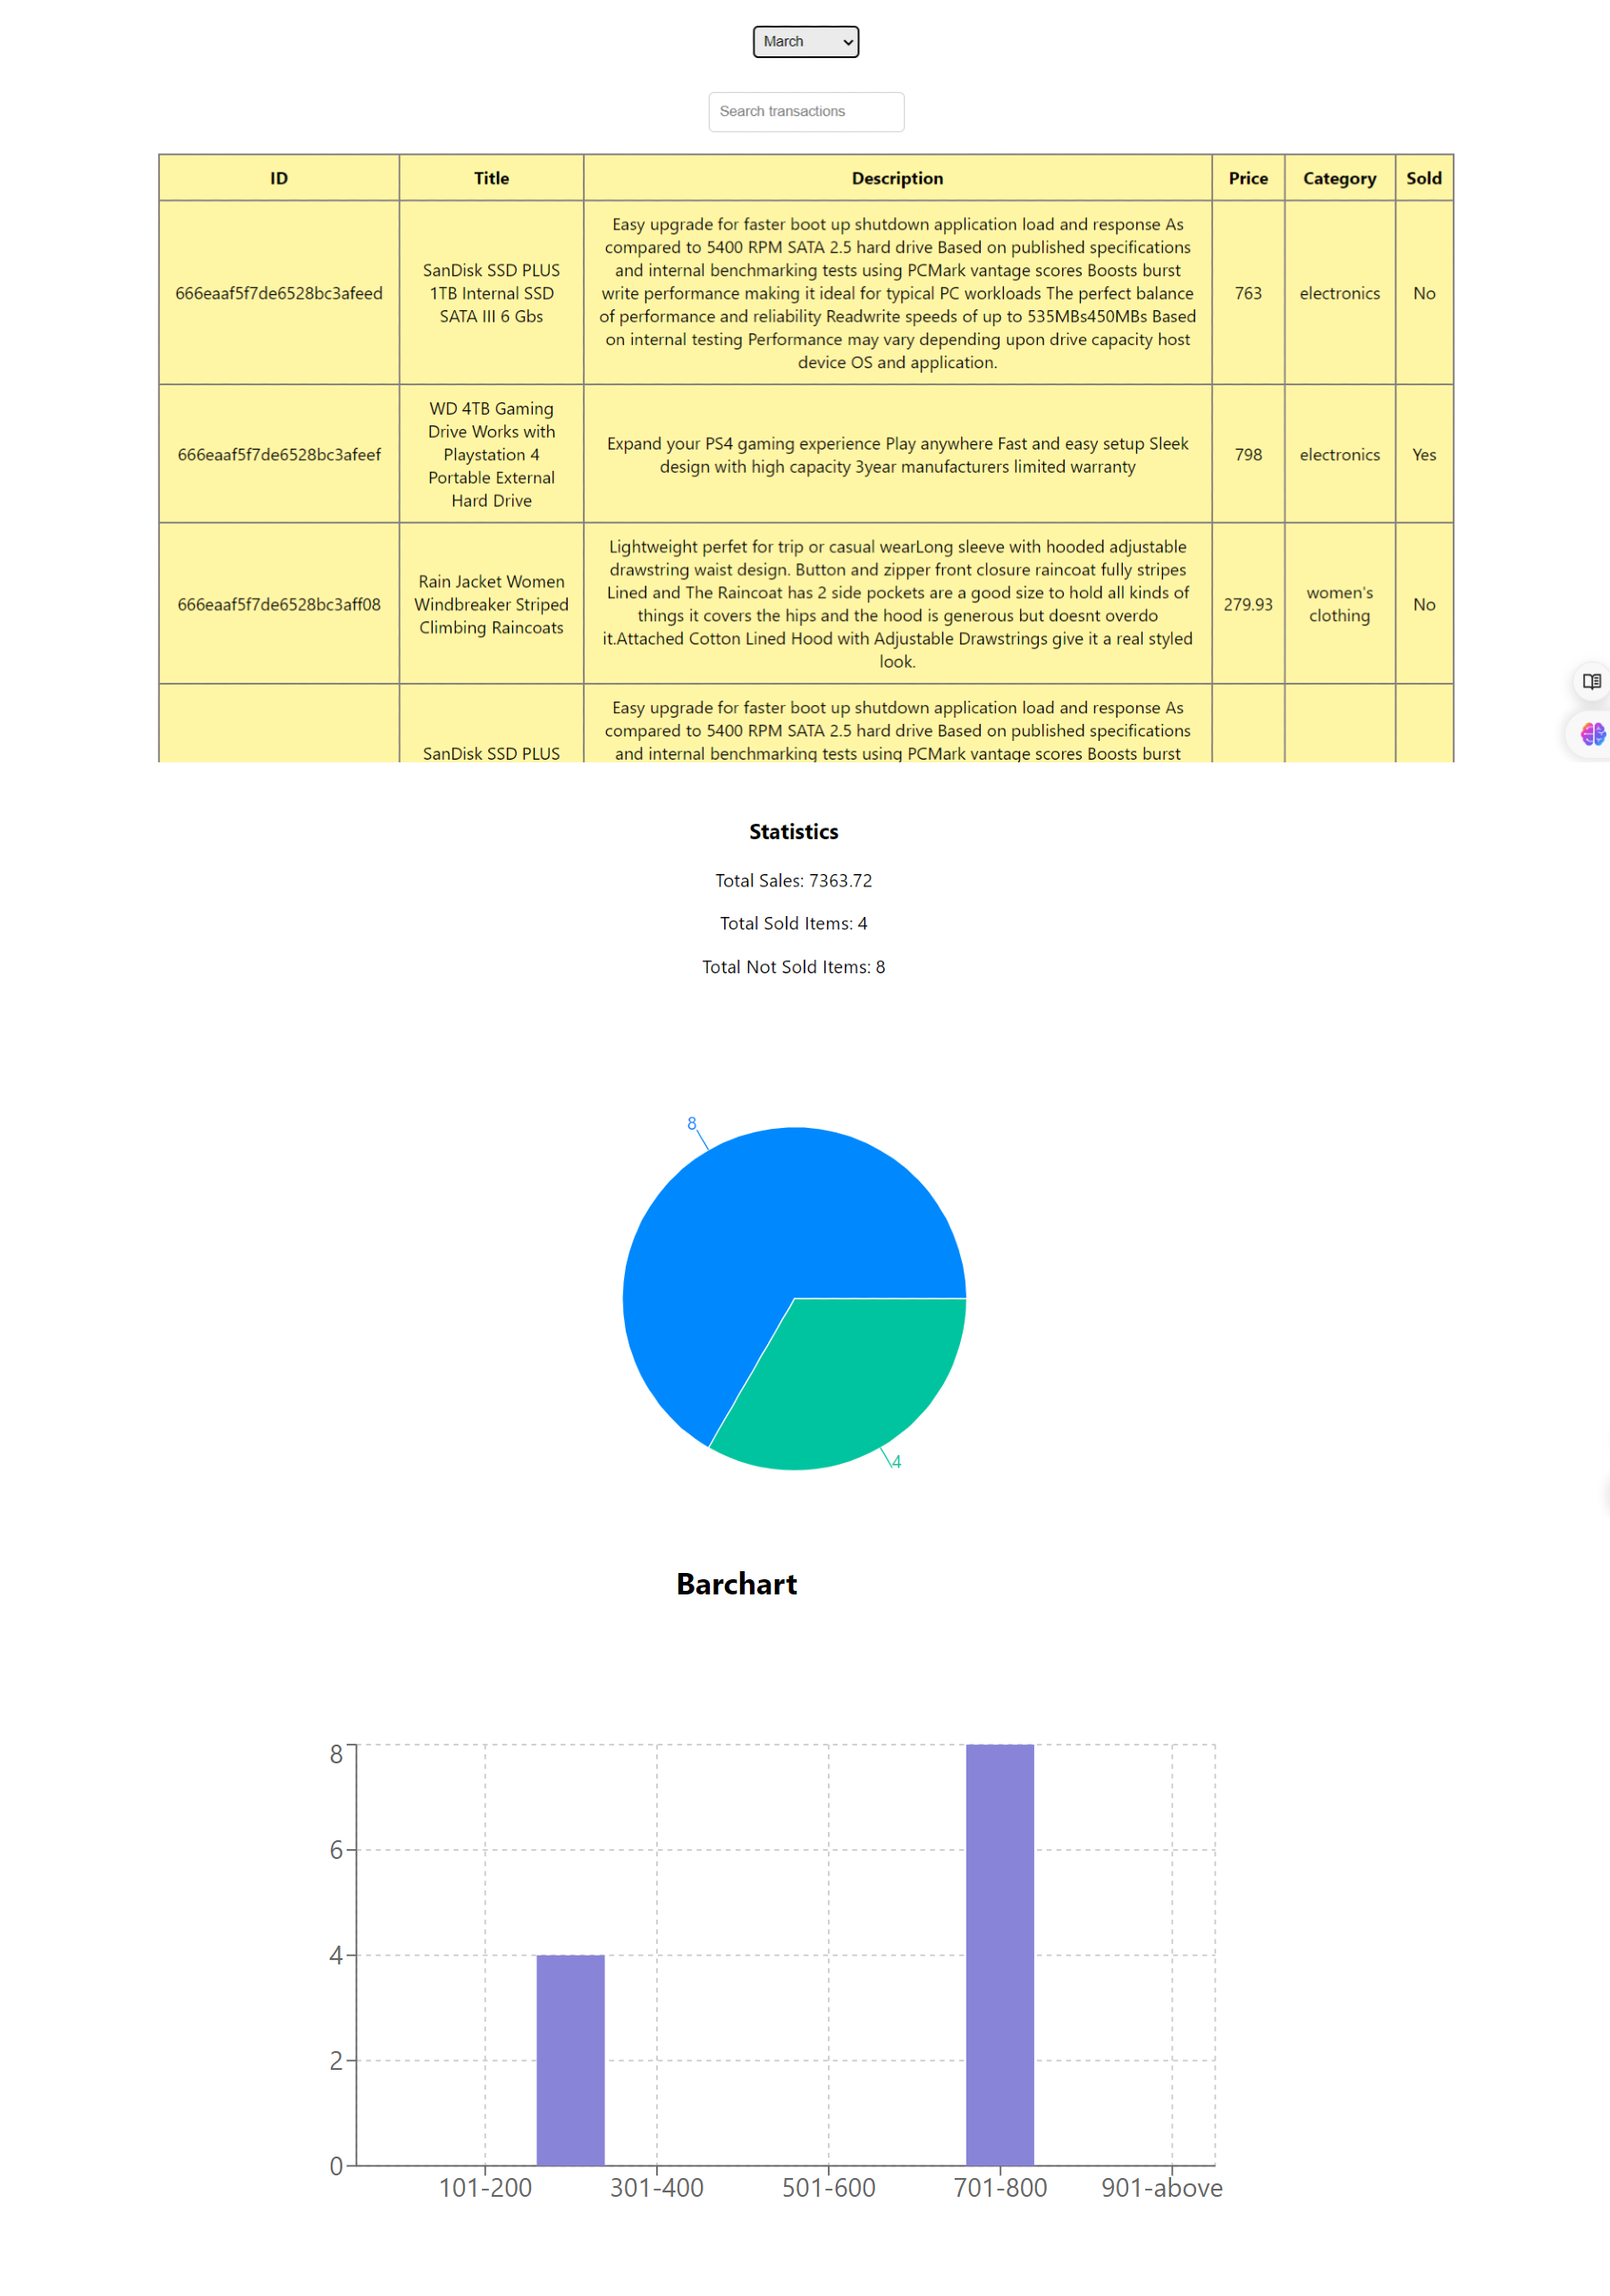 March
Search transactions
ID Title Description Price Category Sold
666eaaf5f7de6528bc3afeed
SanDisk SSD PLUS
1TB Internal SSD
SATA III 6 Gbs
Easy upgrade for faster boot up shutdown application load and response As
compared to 5400 RPM SATA 2.5 hard drive Based on published specifications
and internal benchmarking tests using PCMark vantage scores Boosts burst
write performance making it ideal for typical PC workloads The perfect balance
of performance and reliability Readwrite speeds of up to 535MBs450MBs Based
on internal testing Performance may vary depending upon drive capacity host
device OS and application.
763
electronics
No
666eaaf5f7de6528bc3afeef
WD 4TB Gaming
Drive Works with
Playstation 4
Portable External
Hard Drive
Expand your PS4 gaming experience Play anywhere Fast and easy setup Sleek
design with high capacity 3year manufacturers limited warranty
798
electronics
Yes
666eaaf5f7de6528bc3aff08
Rain Jacket Women
Windbreaker Striped
Climbing Raincoats
Lightweight perfet for trip or casual wearLong sleeve with hooded adjustable
drawstring waist design. Button and zipper front closure raincoat fully stripes
Lined and The Raincoat has 2 side pockets are a good size to hold all kinds of
things it covers the hips and the hood is generous but doesnt overdo
it.Attached Cotton Lined Hood with Adjustable Drawstrings give it a real styled
look.
279.93
women's
clothing
No
SanDisk SSD PLUS
Easy upgrade for faster boot up shutdown application load and response As
compared to 5400 RPM SATA 2.5 hard drive Based on published specifications
and internal benchmarking tests using PCMark vantage scores Boosts burst
Statistics
Total Sales: 7363.72
Total Sold Items: 4
Total Not Sold Items: 8
8
4
Barchart
8
6
4
2
0
101-200 301-400 501-600 701-800 901-above